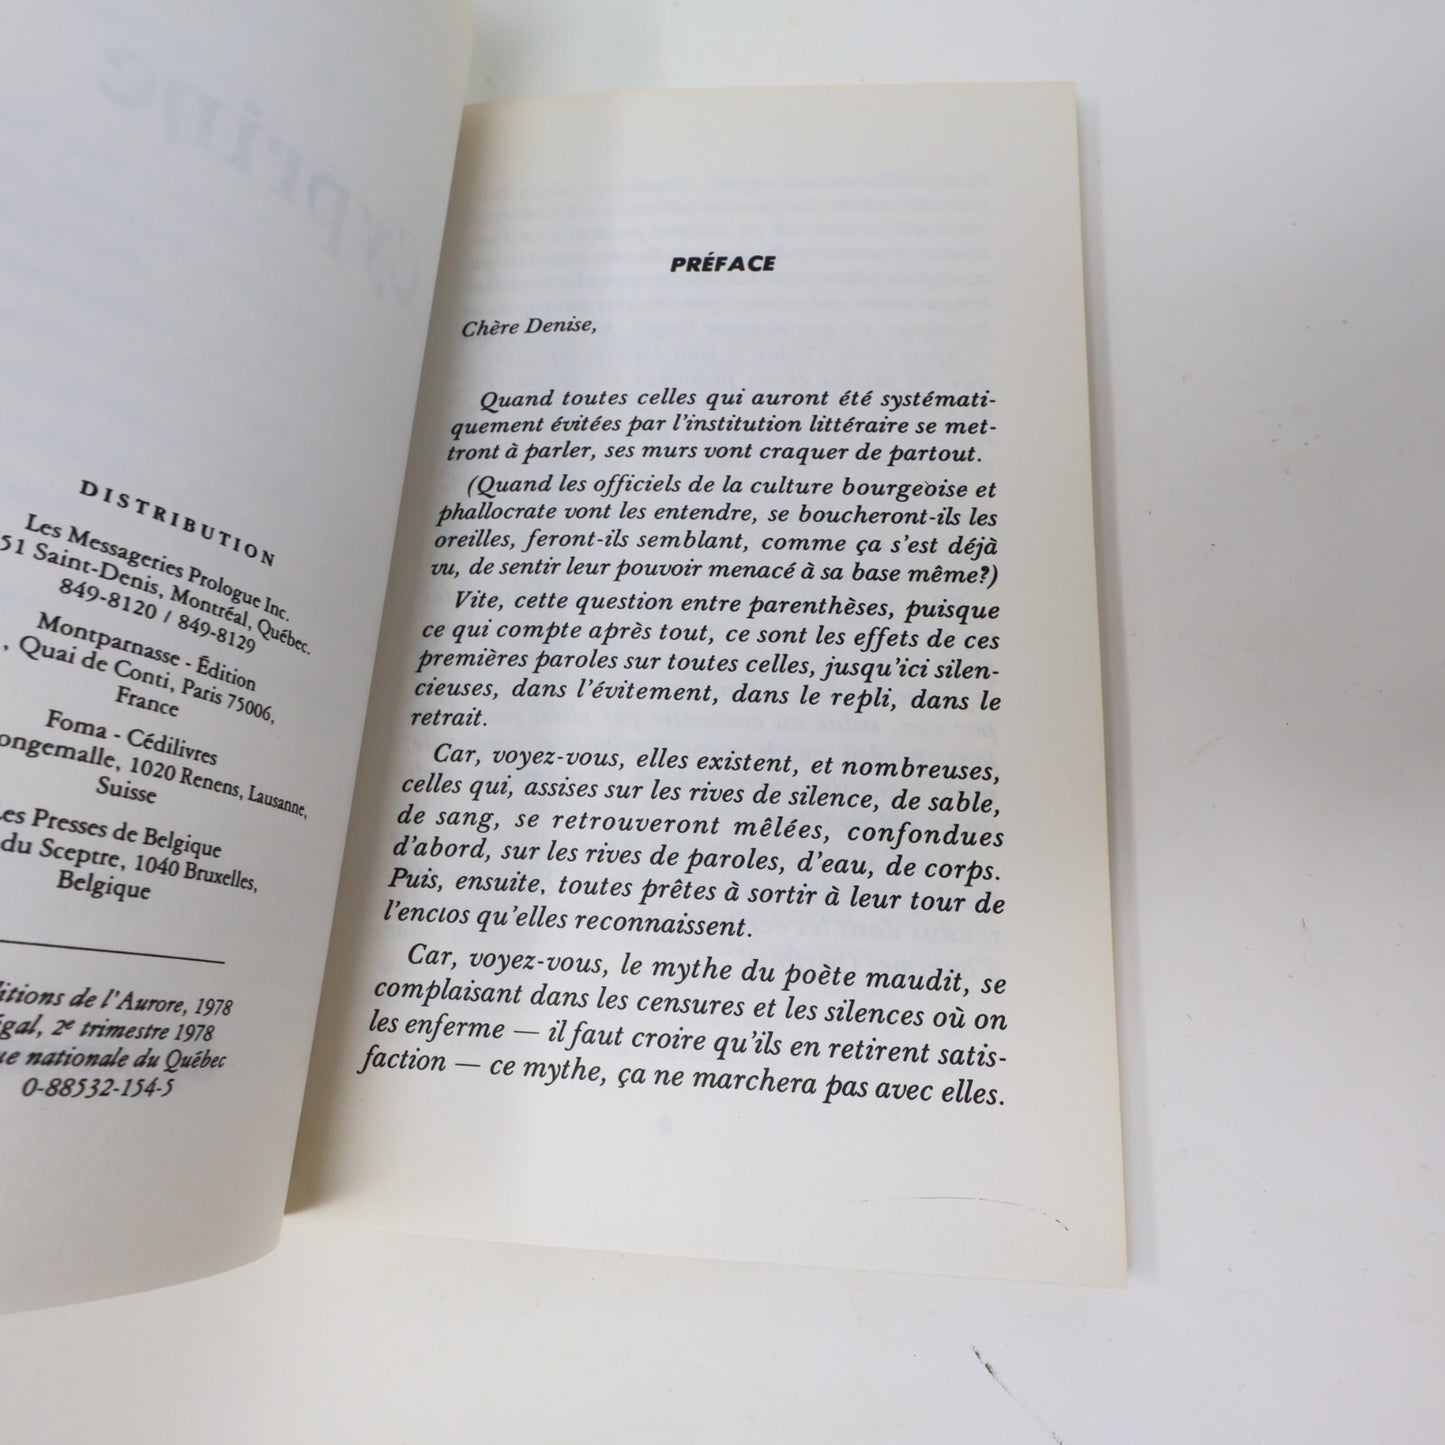 DISTRIBUTION
Les Messageries Prologue Inc.
51 Saint-Denis, Montréal, Québec.
849-8120 / 849-8129
Montparnasse - Édition
, Quai de Conti, Paris 75006,
France
Foma - Cédilivres
ongemalle, 1020 Renens, Lausanne,
Suisse
es Presses de Belgique
du Sceptre, 1040 Bruxelles,
Belgique
itions de l'Aurore, 1978
égal, 2e trimestre 1978
ue nationale du Québec
0-88532-154-5
PRÉFACE
Chère Denise,
Quand toutes celles qui auront été systémati-
quement évitées par l'institution littéraire se met-
tront à parler, ses murs vont craquer de partout.
(Quand les officiels de la culture bourgeoise et
phallocrate vont les entendre, se boucheront-ils les
oreilles, feront-ils semblant, comme ça s'est déjà
vu, de sentir leur pouvoir menacé à sa base même?)
Vite, cette question entre parenthèses, puisque
ce qui compte après tout, ce sont les effets de ces
premières paroles sur toutes celles, jusqu'ici silen-
cieuses, dans l'évitement, dans le repli, dans le
retrait.
Car, voyez-vous, elles existent, et nombreuses,
celles qui, assises sur les rives de silence, de sable,
de sang, se retrouveront mêlées, confondues
d'abord, sur les rives de paroles, d'eau, de corps.
Puis, ensuite, toutes prêtes à sortir à leur tour de
l'enclos qu'elles reconnaissent.
Car, voyez-vous, le mythe du poète maudit, se
complaisant dans les censures et les silences où on
les enferme — il faut croire qu'ils en retirent satis-
faction — ce mythe, ça ne marchera pas avec elles.